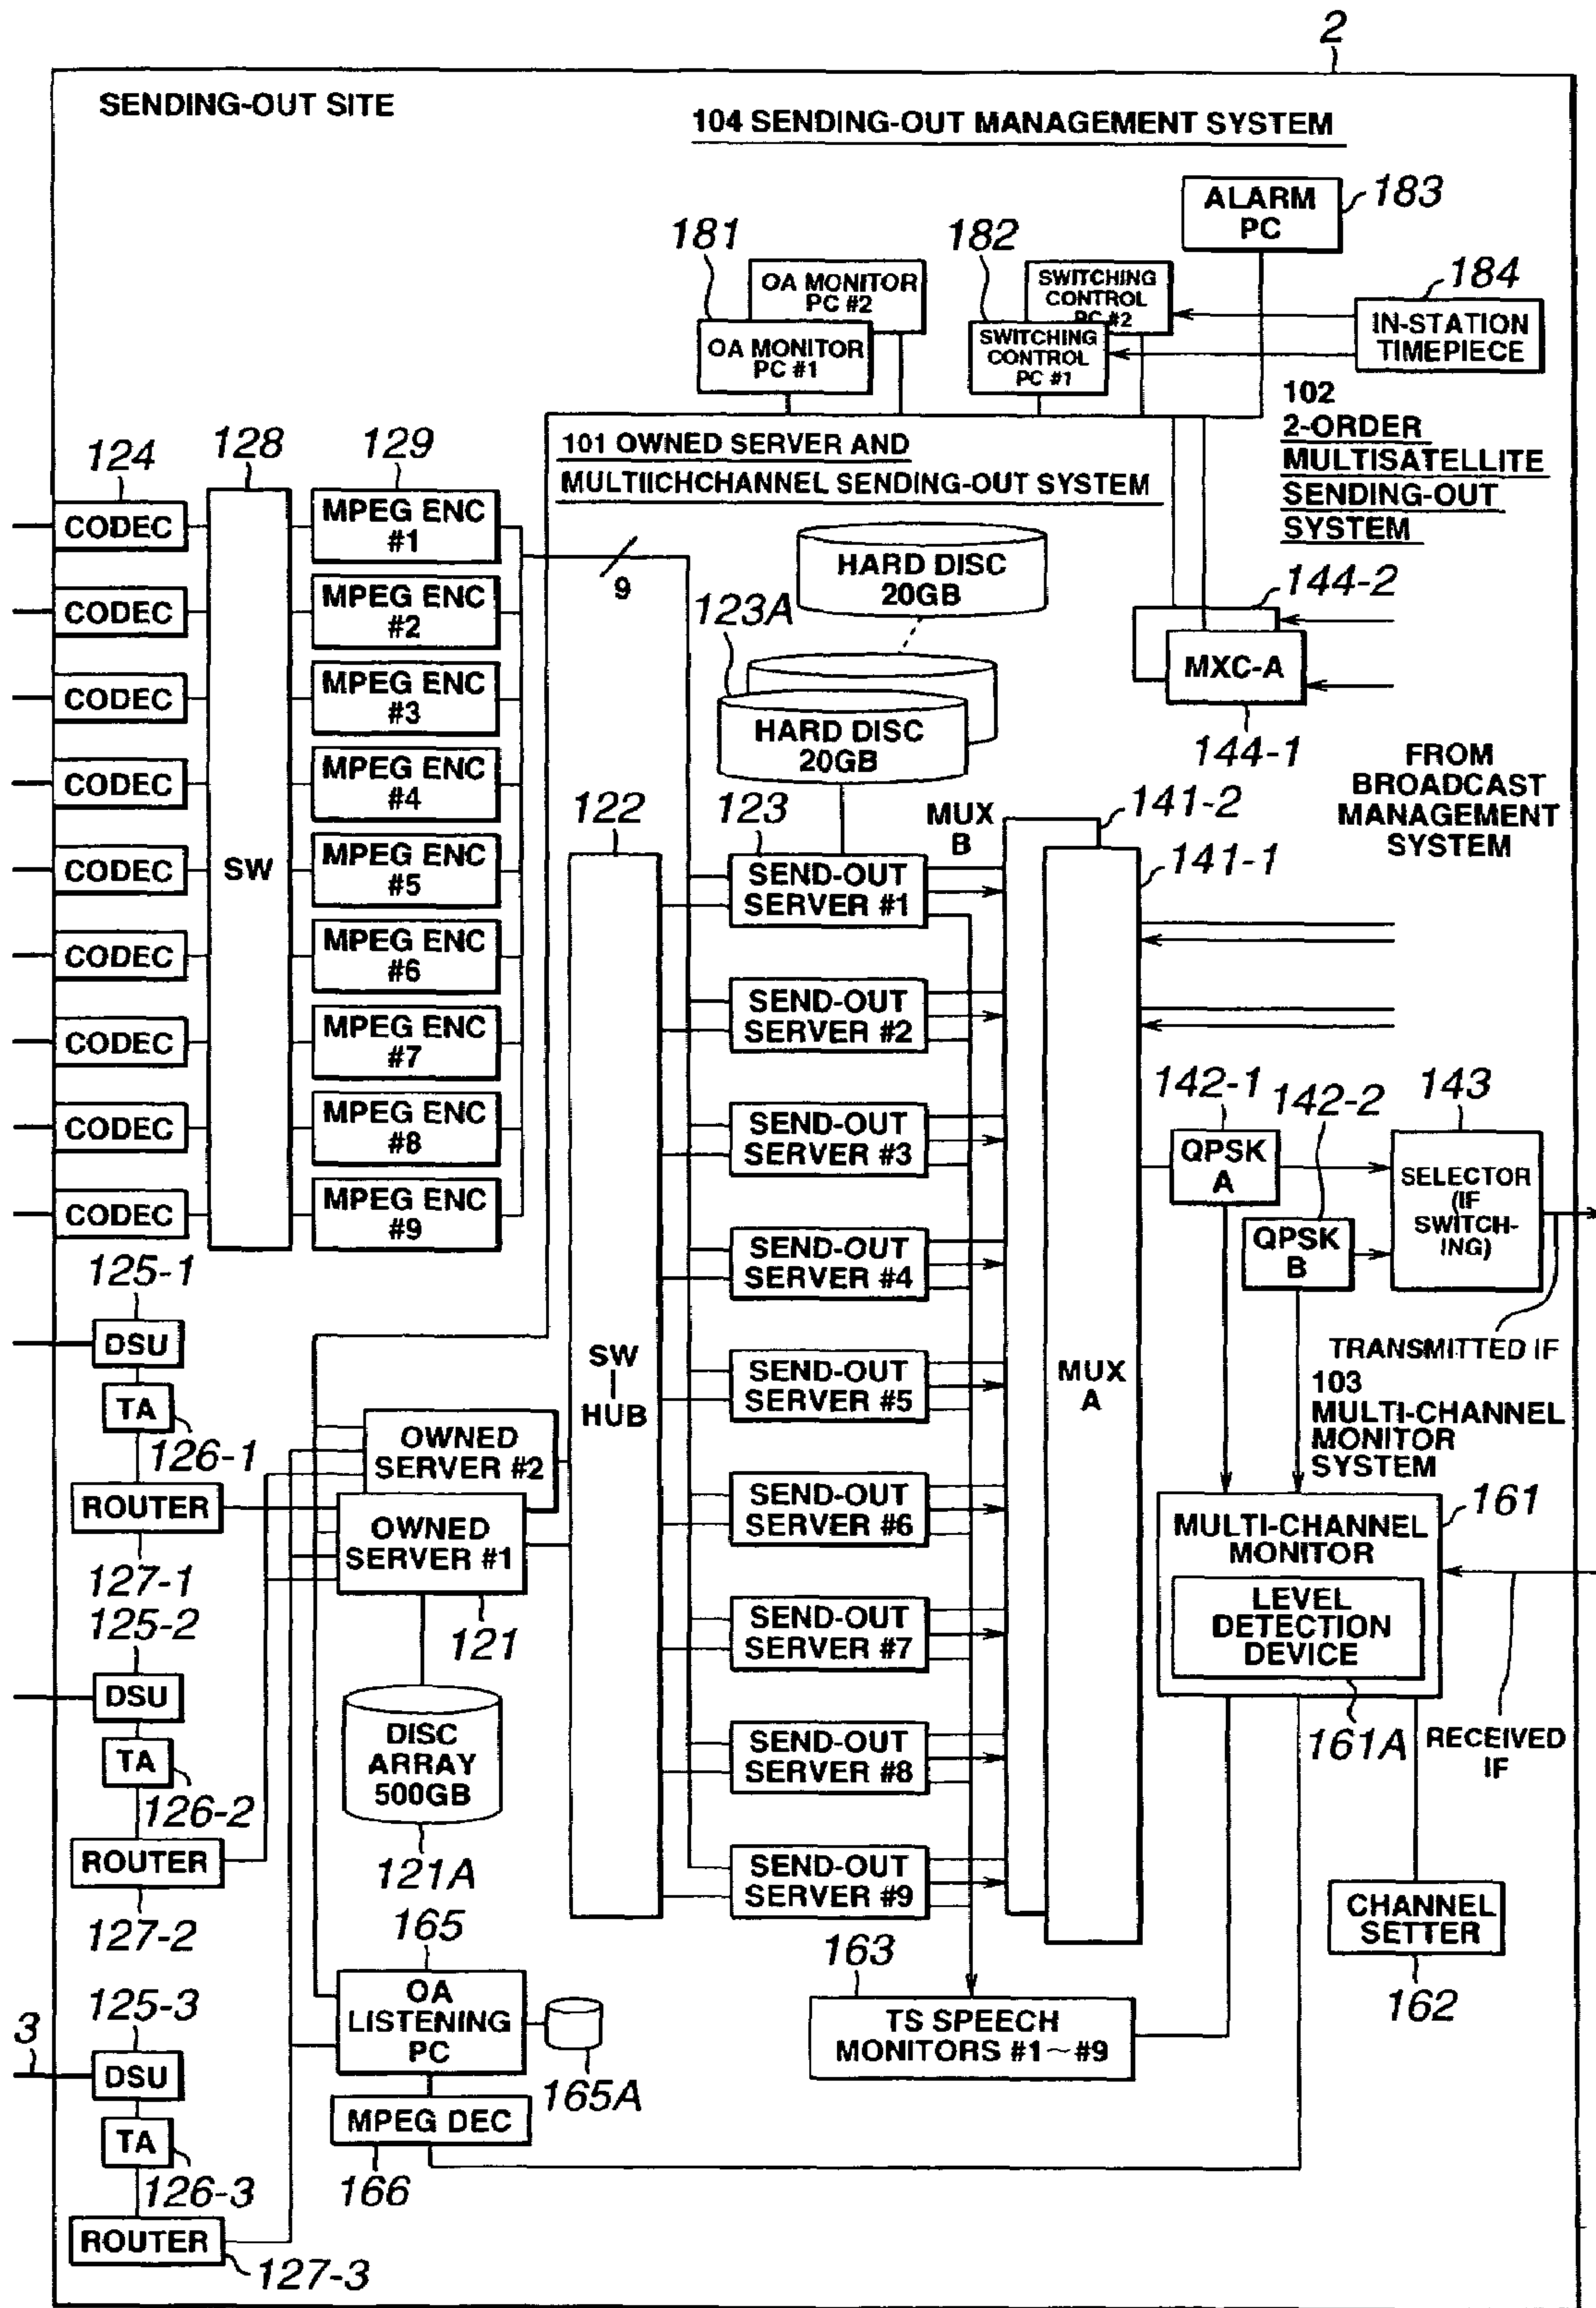 2
SENDING-OUT SITE
104 SENDING-OUT MANAGEMENT SYSTEM
ALARM
PC
183
181
182
OA MONITOR
PC #2
OA MONITOR
PC #1
SWITCHING
CONTROL
PC #2
SWITCHING
CONTROL
PC #1
184
IN-STATION
TIMEPIECE
102
2-ORDER
MULTISATELLITE
SENDING-OUT
SYSTEM
101 OWNED SERVER AND
MULTIICHCHANNEL SENDING-OUT SYSTEM
124
128
129
CODEC
CODEC
CODEC
CODEC
CODEC
CODEC
CODEC
CODEC
CODEC
SW
MPEG ENC
#1
MPEG ENC
#2
MPEG ENC
#3
MPEG ENC
#4
MPEG ENC
#5
MPEG ENC
#6
MPEG ENC
#7
MPEG ENC
#8
MPEG ENC
#9
9
HARD DISC
20GB
123A
HARD DISC
20GB
144-2
MXC-A
144-1
FROM
BROADCAST
MANAGEMENT
SYSTEM
122
123
MUX
B
141-2
141-1
SW
HUB
SEND-OUT
SERVER #1
SEND-OUT
SERVER #2
SEND-OUT
SERVER #3
SEND-OUT
SERVER #4
SEND-OUT
SERVER #5
SEND-OUT
SERVER #6
SEND-OUT
SERVER #7
SEND-OUT
SERVER #8
SEND-OUT
SERVER #9
MUX
A
142-1
142-2
143
QPSK
A
QPSK
B
SELECTOR
(IF
SWITCH-
ING)
TRANSMITTED IF
103
MULTI-CHANNEL
MONITOR
SYSTEM
161
MULTI-CHANNEL
MONITOR
LEVEL
DETECTION
DEVICE
161A
RECEIVED
IF
CHANNEL
SETTER
162
125-1
DSU
TA
126-1
ROUTER
127-1
125-2
DSU
TA
126-2
ROUTER
127-2
125-3
3
DSU
TA
126-3
ROUTER
127-3
OWNED
SERVER #2
OWNED
SERVER #1
121
DISC
ARRAY
500GB
121A
165
OA
LISTENING
PC
165A
MPEG DEC
166
163
TS SPEECH
MONITORS #1~#9